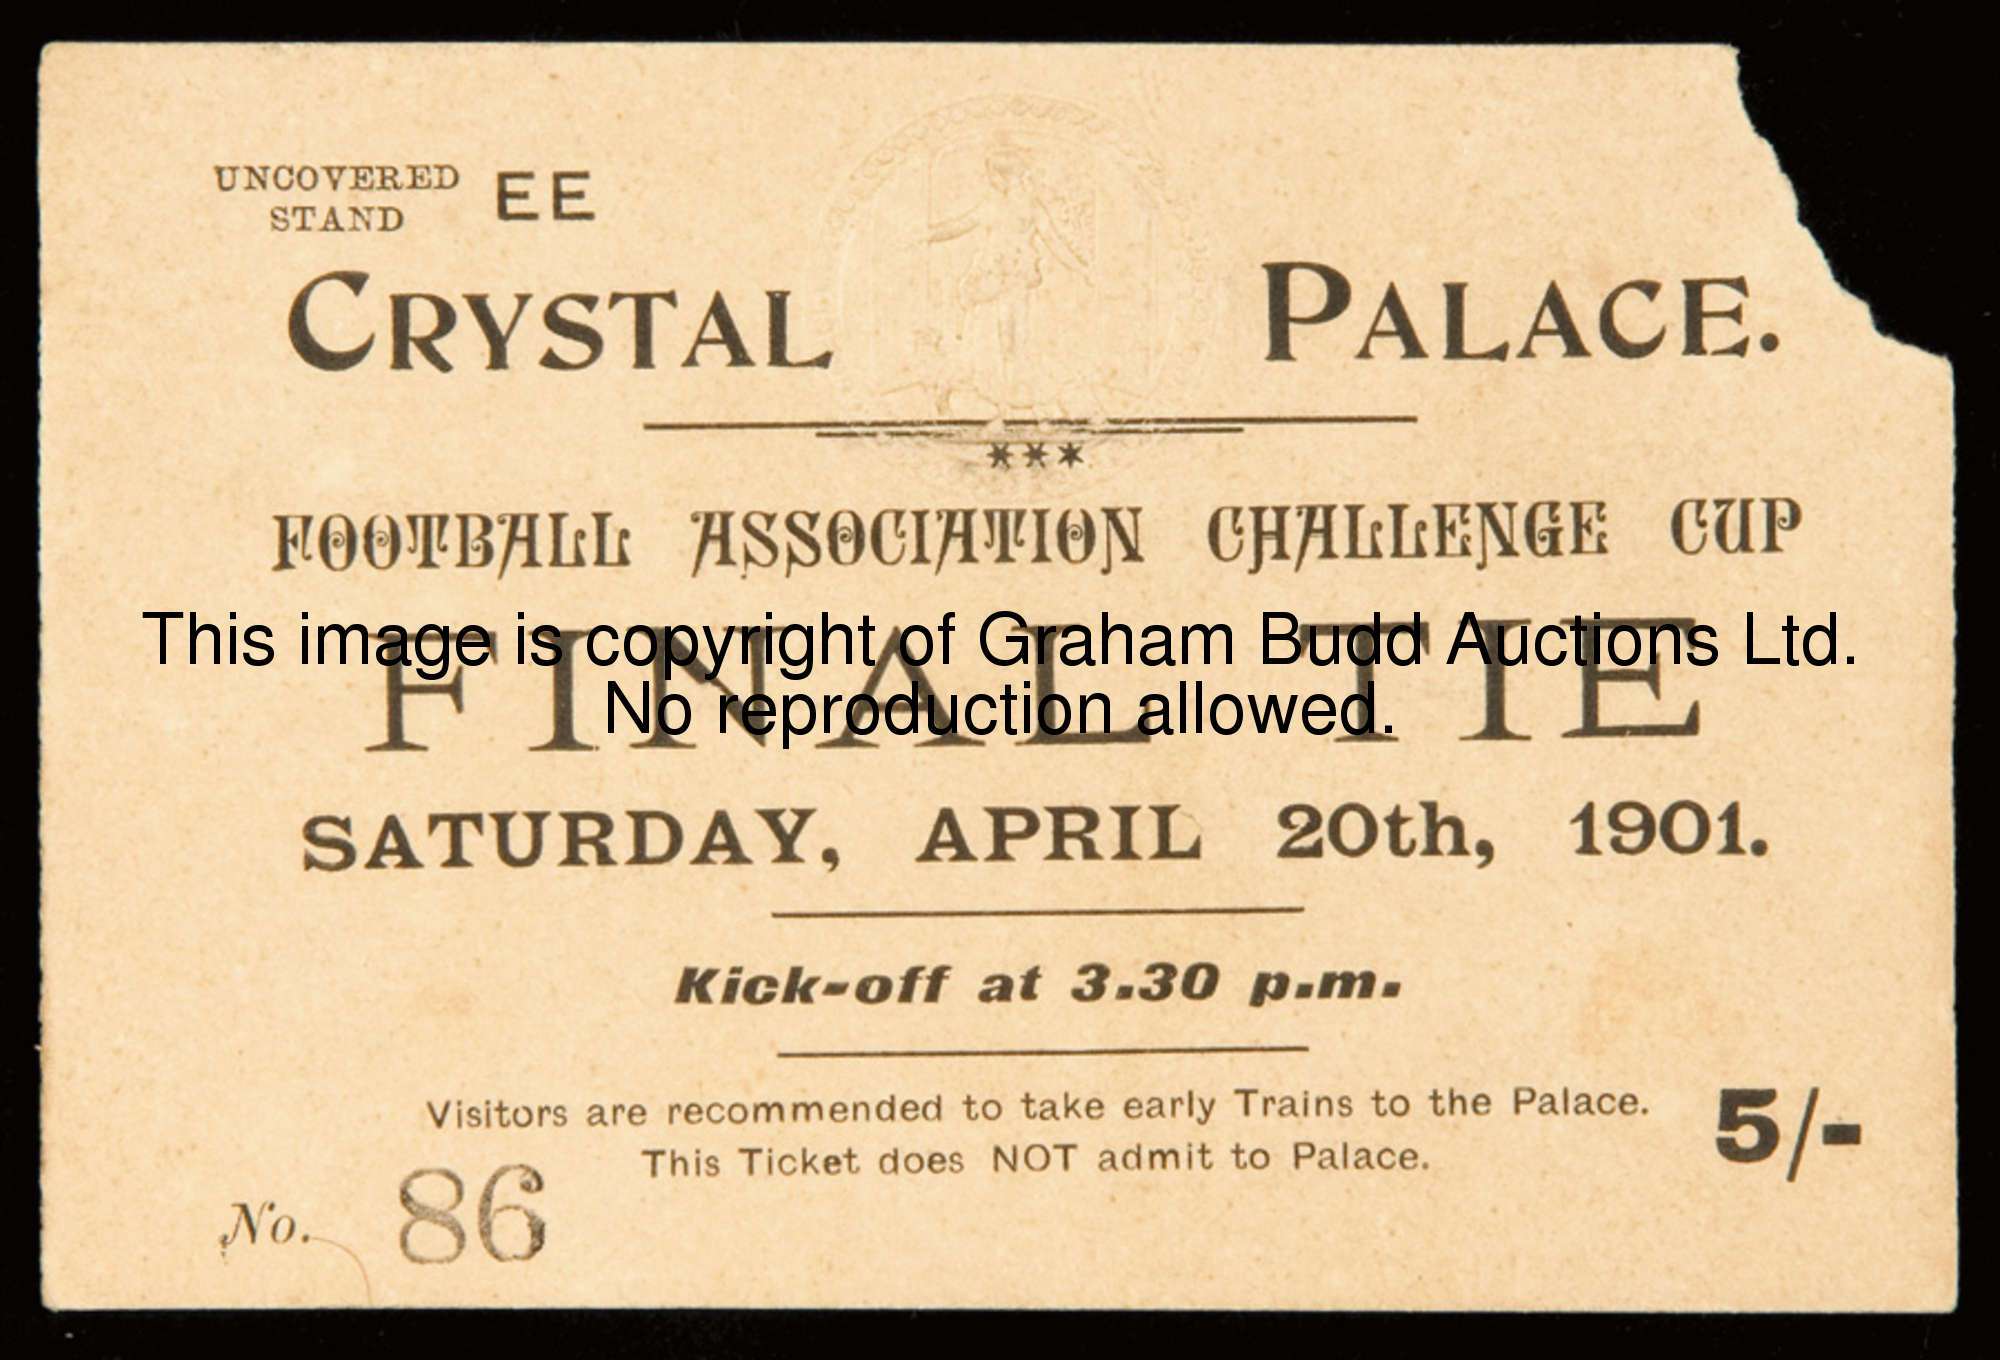 UNCOVERED
STAND EE
CRYSTAL PALACE.
***
FOOTBALL ASSOCIATION CHALLENGE CUP
This image is copyright of Graham Budd Auctions Ltd.
FINAL TIE
No reproduction allowed.
SATURDAY, APRIL 20th, 1901.
Kick-off at 3.30 p.m.
Visitors are recommended to take early Trains to the Palace.
This Ticket does NOT admit to Palace.
5/-
No. 86